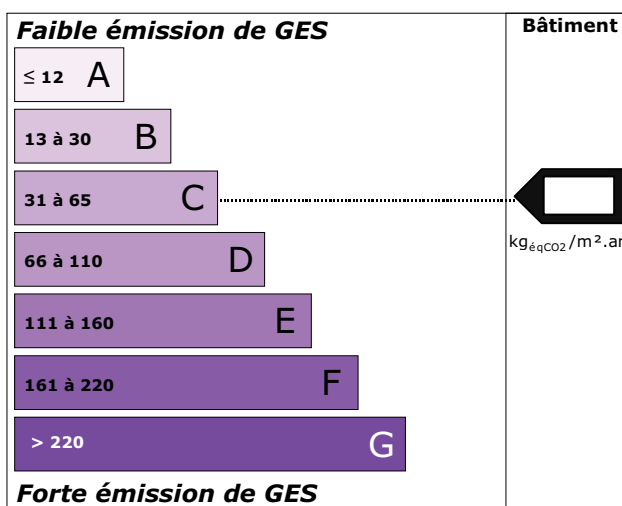 Faible émission de GES
Bâtiment
≤ 12 A
13 à 30 B
31 à 65 C
66 à 110 D
kgéqCO2/m².an
111 à 160 E
161 à 220 F
> 220 G
Forte émission de GES